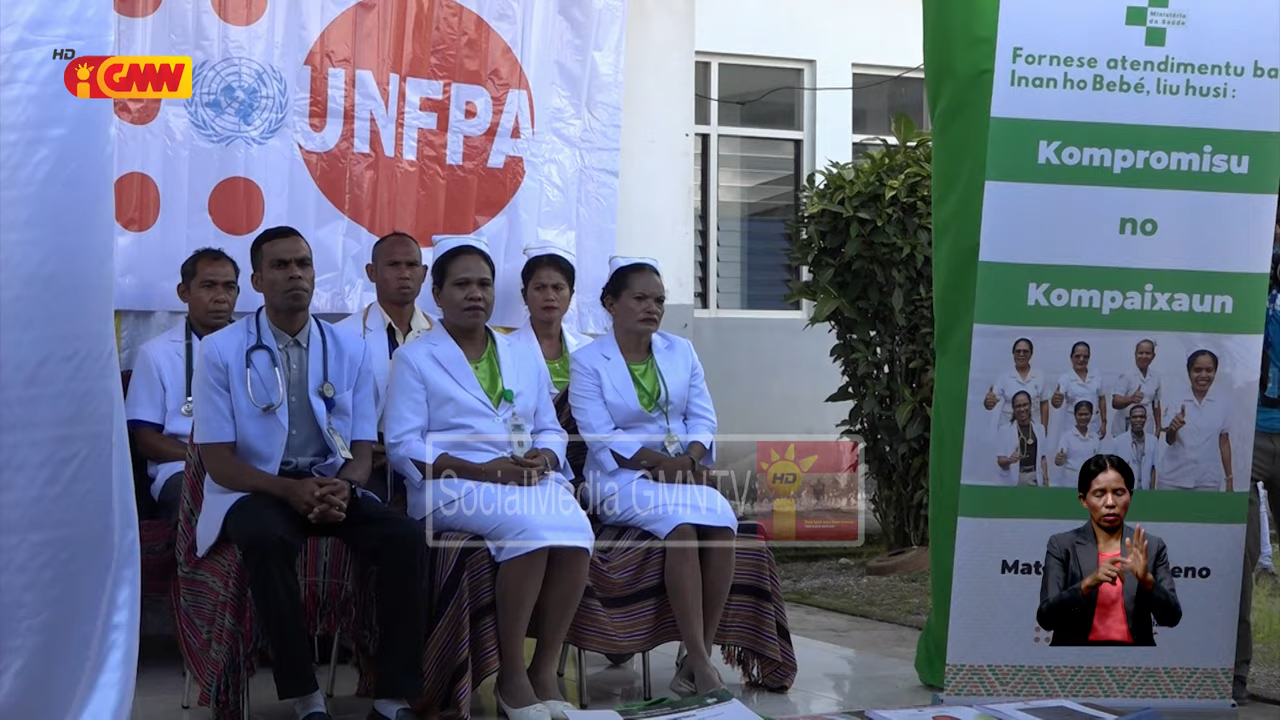 HD
GMN
UNFPA
Ministério
da Saúde
Fornese atendimentu ba
Inan ho Bebé, liu husi :
Kompromisu
no
Kompaixaun
SocialMedia GMNTV
HD
Mat
eno